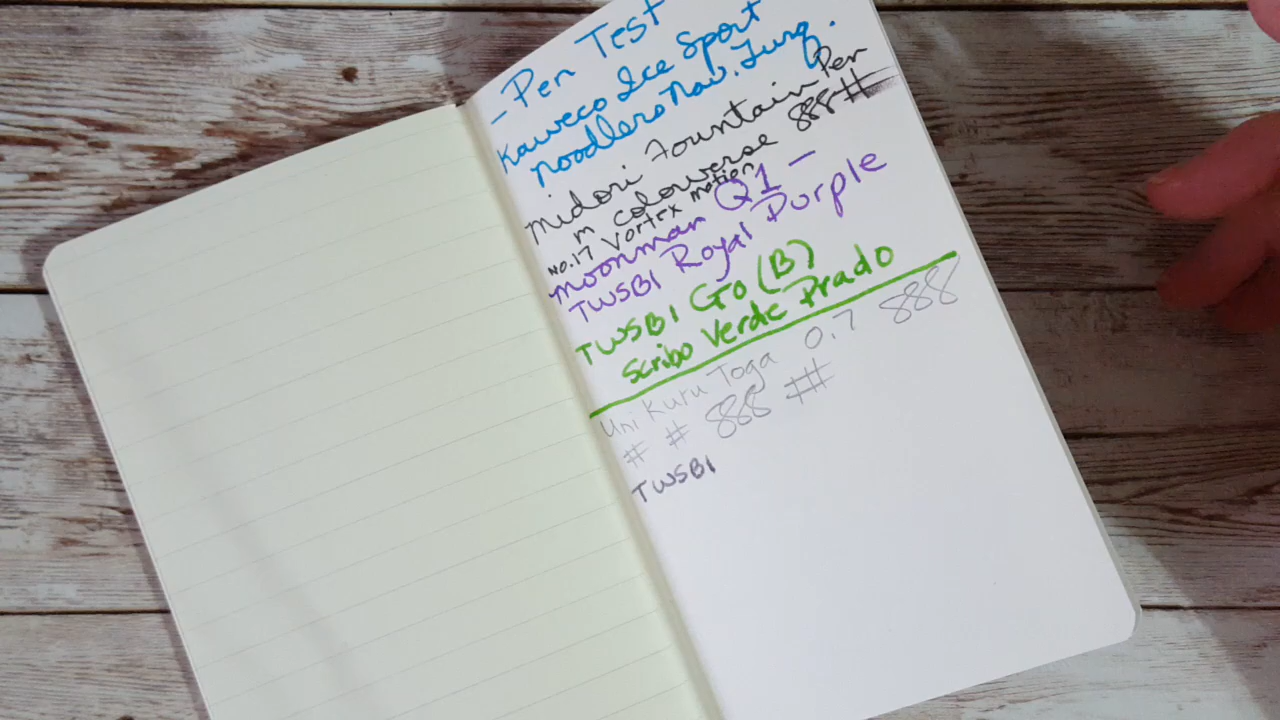 - Pen Test
Kaweco Ice Sport
noodlers Nav. Turq.
midori Fountain Pen
m colorverse 888#
No.17 Vortex motion
moonman Q1 -
TWSBI Royal Purple
TWSBI Go (B)
Scribo Verde Prado
Uni Kuru Toga 0.7 888
# # 888 ##
TWSBI